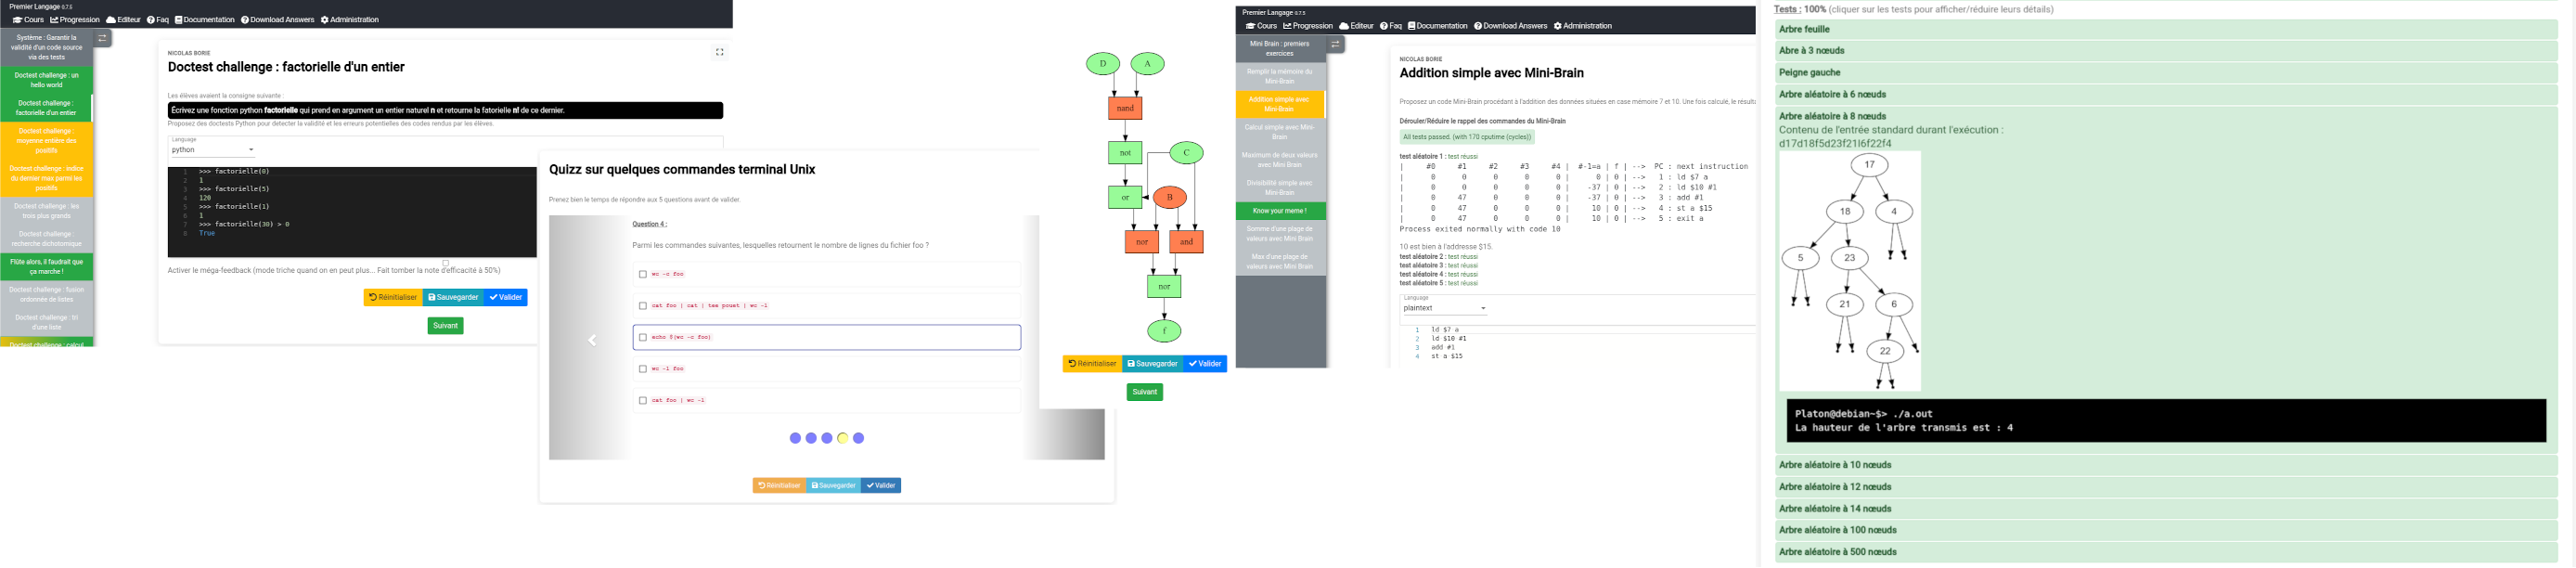 Premier Langage 0.7.5
Cours Progression Editeur Faq Documentation Download Answers Administration
Système : Garantir la
validité d'un code source
via des tests
Doctest challenge : un
hello world
Doctest challenge :
factorielle d'un entier
Doctest challenge :
moyenne entière des
positifs
Doctest challenge : indice
du dernier max parmi les
positifs
Doctest challenge : les
trois plus grands
Doctest challenge :
recherche dichotomique
Flûte alors, il faudrait que
ça marche !
Doctest challenge : fusion
ordonnée de listes
Doctest challenge : tri
d'une liste
Doctest challenge : calcul
NICOLAS BORIE
Doctest challenge : factorielle d'un entier
Les élèves avaient la consigne suivante :
Écrivez une fonction python factorielle qui prend en argument un entier naturel n et retourne la fatorielle n! de ce dernier.
Proposez des doctests Python pour detecter la validité et les erreurs potentielles des codes rendus par les élèves.
Language
python
1 >>> factorielle(0)
2 1
3 >>> factorielle(5)
4 120
5 >>> factorielle(1)
6 1
7 >>> factorielle(30) > 0
8 True
Activer le méga-feedback (mode triche quand on en peut plus... Fait tomber la note d'efficacité à 50%)
Réinitialiser Sauvegarder Valider
Suivant
Quizz sur quelques commandes terminal Unix
Prenez bien le temps de répondre aux 5 questions avant de valider.
Question 4 :
Parmi les commandes suivantes, lesquelles retournent le nombre de lignes du fichier foo ?
wc -c foo
cat foo | cat | tee pouet | wc -l
echo $(wc -c foo)
wc -l foo
cat foo | wc -l
Réinitialiser Sauvegarder Valider
D A
nand
not C
or B
nor and
nor
f
Réinitialiser Sauvegarder Valider
Suivant
Premier Langage 0.7.5
Cours Progression Editeur Faq Documentation Download Answers Administration
Mini Brain : premiers
exercices
Remplir la mémoire du
Mini-Brain
Addition simple avec
Mini-Brain
Calcul simple avec Mini-
Brain
Maximum de deux valeurs
avec Mini Brain
Divisibilité simple avec
Mini-Brain
Know your meme !
Somme d'une plage de
valeurs avec Mini Brain
Max d'une plage de
valeurs avec Mini Brain
NICOLAS BORIE
Addition simple avec Mini-Brain
Proposez un code Mini-Brain procédant à l'addition des données situées en case mémoire 7 et 10. Une fois calcule, le résulta
Dérouler/Réduire le rappel des commandes du Mini-Brain
All tests passed. (with 170 cputime (cycles))
test aléatoire 1 : test réussi
| #0 #1 #2 #3 #4 | #-1=a | f | --> PC : next instruction
| 0 0 0 0 0 | 0 | 0 | --> 1 : ld $7 a
| 0 0 0 0 0 | -37 | 0 | --> 2 : ld $10 #1
| 0 47 0 0 0 | -37 | 0 | --> 3 : add #1
| 0 47 0 0 0 | 10 | 0 | --> 4 : st a $15
| 0 47 0 0 0 | 10 | 0 | --> 5 : exit a
Process exited normally with code 10
10 est bien à l'addresse $15.
test aléatoire 2 : test réussi
test aléatoire 3 : test réussi
test aléatoire 4 : test réussi
test aléatoire 5 : test réussi
Language
plaintext
1 ld $7 a
2 ld $10 #1
3 add #1
4 st a $15
Tests : 100% (cliquer sur les tests pour afficher/réduire leurs détails)
Arbre feuille
Abre à 3 nœuds
Peigne gauche
Arbre aléatoire à 6 nœuds
Arbre aléatoire à 8 nœuds
Contenu de l'entrée standard durant l'exécution :
d17d18f5d23f21l6f22f4
17
18 4
5 23
21 6
22
Platon@debian~$> ./a.out
La hauteur de l'arbre transmis est : 4
Arbre aléatoire à 10 nœuds
Arbre aléatoire à 12 nœuds
Arbre aléatoire à 14 nœuds
Arbre aléatoire à 100 nœuds
Arbre aléatoire à 500 nœuds